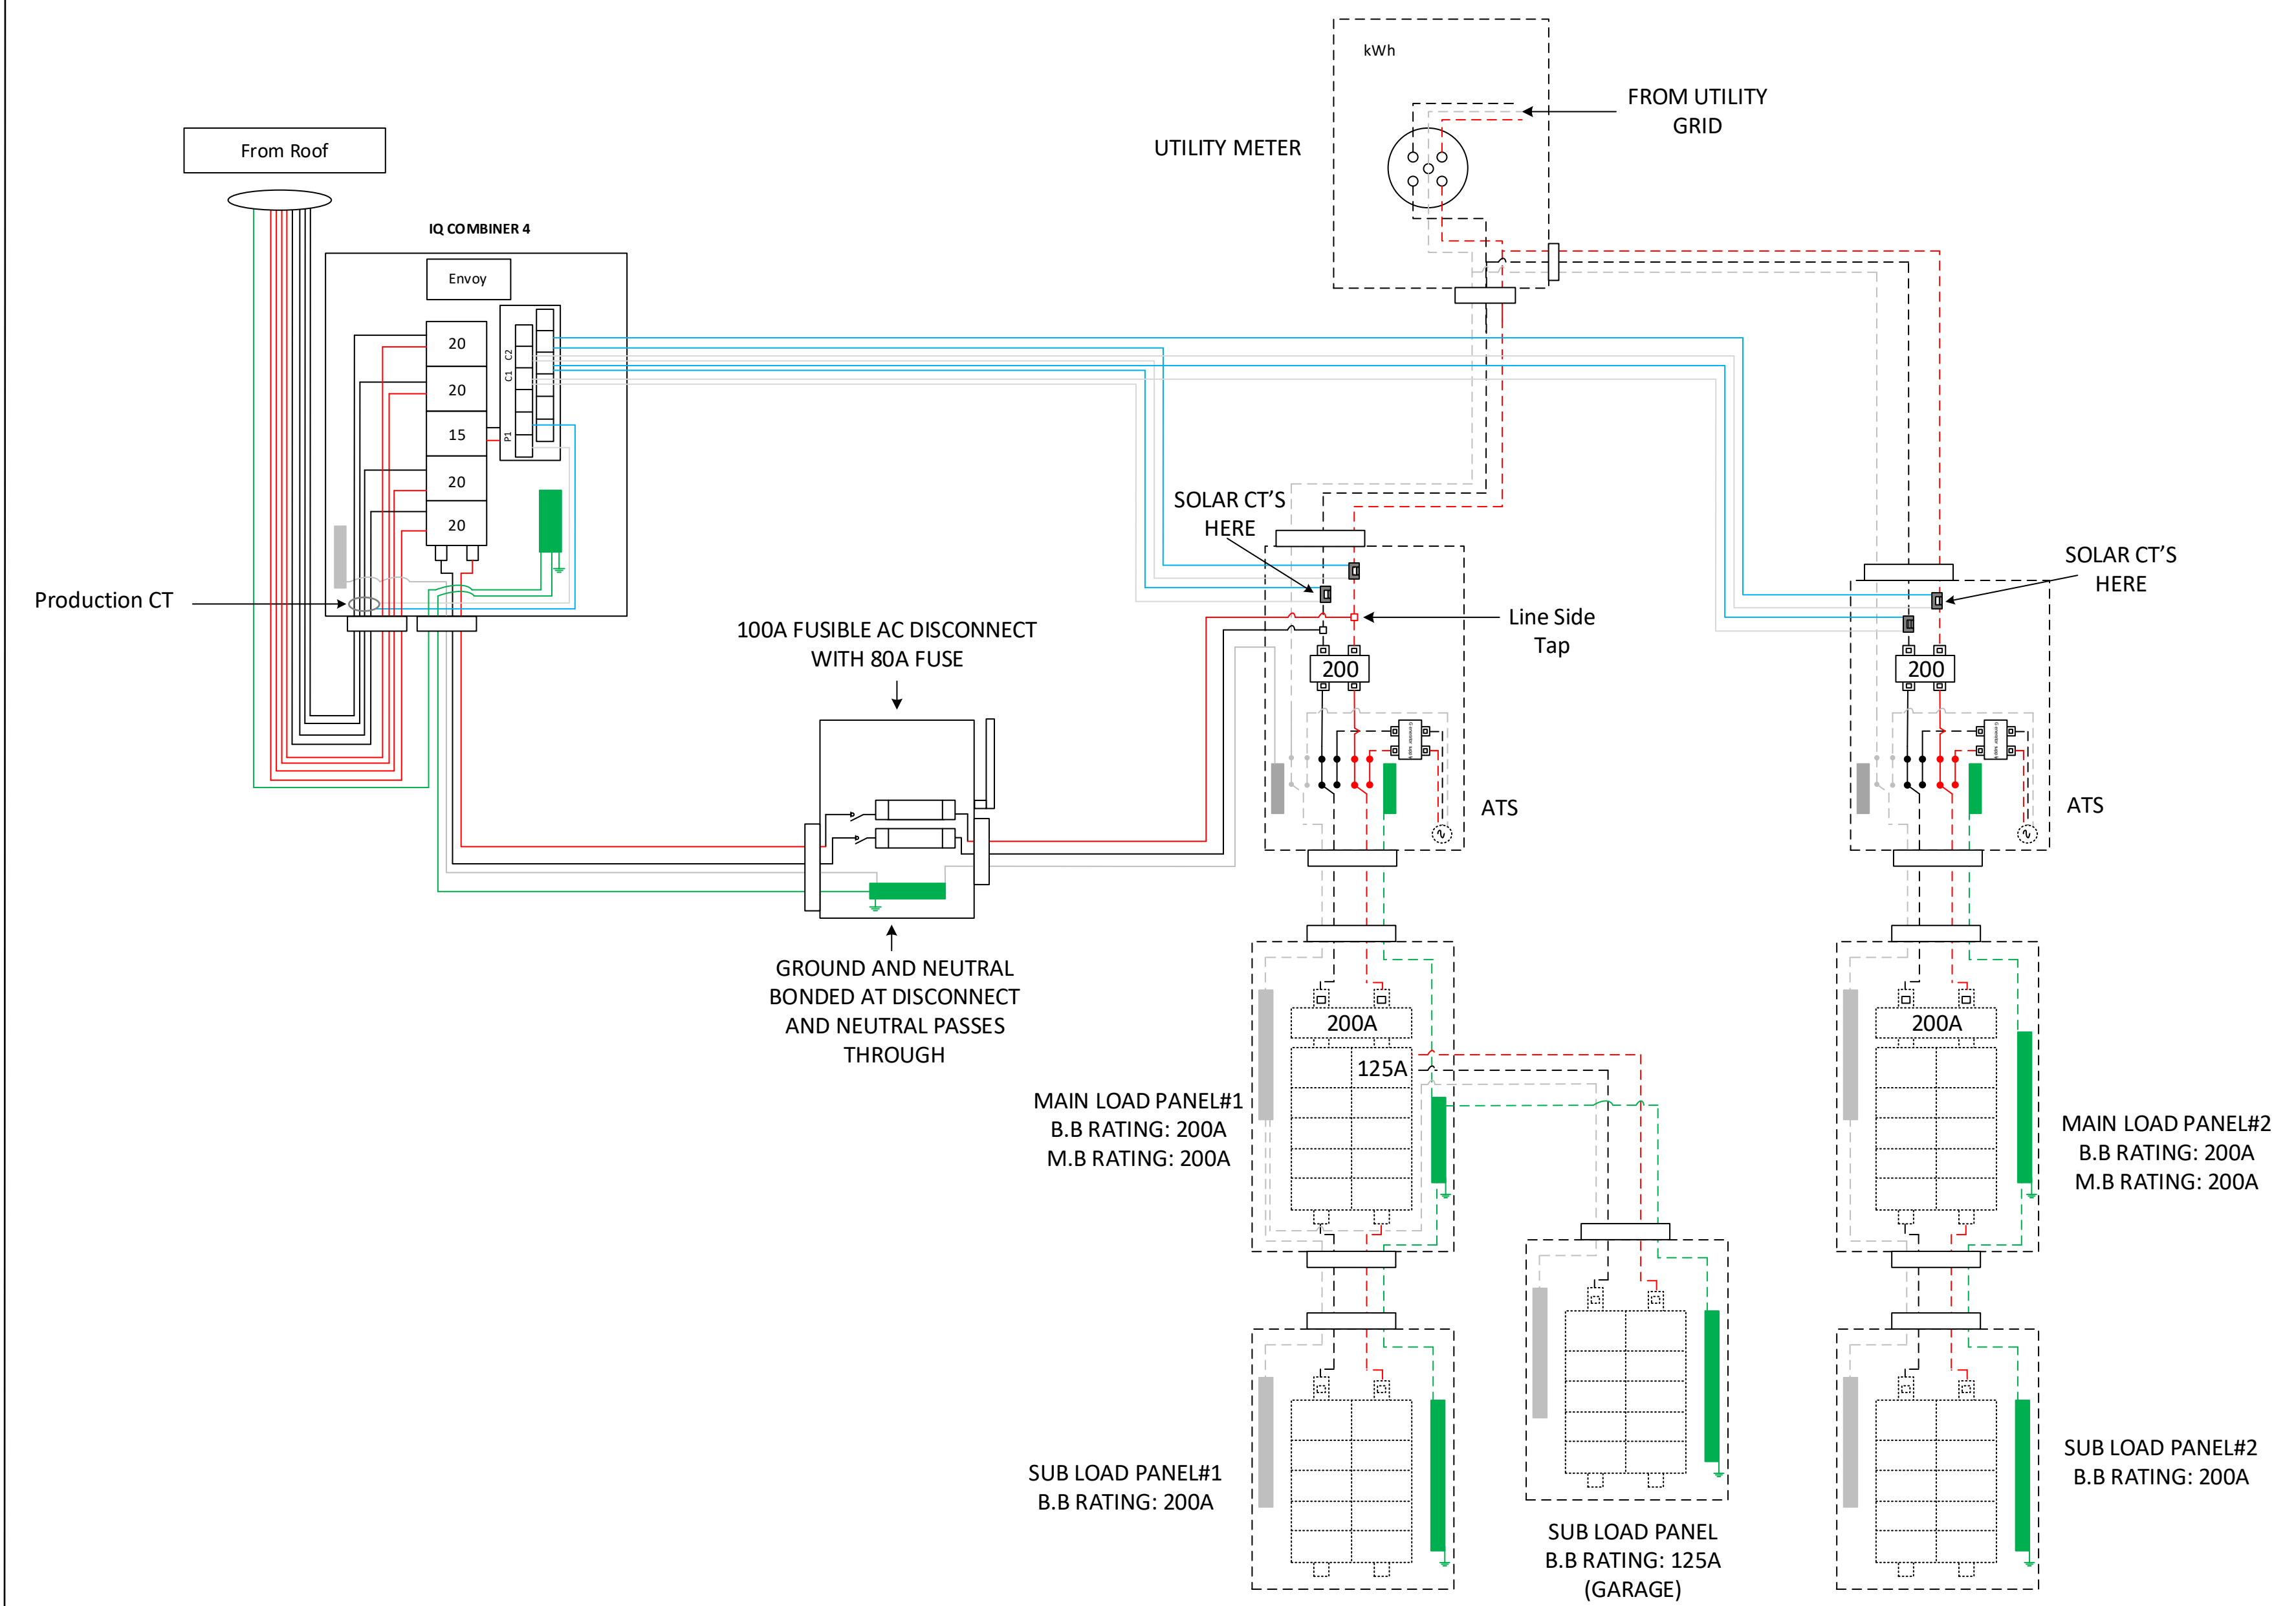 kWh
FROM UTILITY
GRID
UTILITY METER
From Roof
IQ COMBINER 4
Envoy
20
20
15
20
20
C2
C1
P1
Production CT
100A FUSIBLE AC DISCONNECT
WITH 80A FUSE
GROUND AND NEUTRAL
BONDED AT DISCONNECT
AND NEUTRAL PASSES
THROUGH
SOLAR CT'S
HERE
Line Side
Tap
200
ATS
SOLAR CT'S
HERE
200
ATS
200A
125A
MAIN LOAD PANEL#1
B.B RATING: 200A
M.B RATING: 200A
200A
MAIN LOAD PANEL#2
B.B RATING: 200A
M.B RATING: 200A
SUB LOAD PANEL#1
B.B RATING: 200A
SUB LOAD PANEL
B.B RATING: 125A
(GARAGE)
SUB LOAD PANEL#2
B.B RATING: 200A